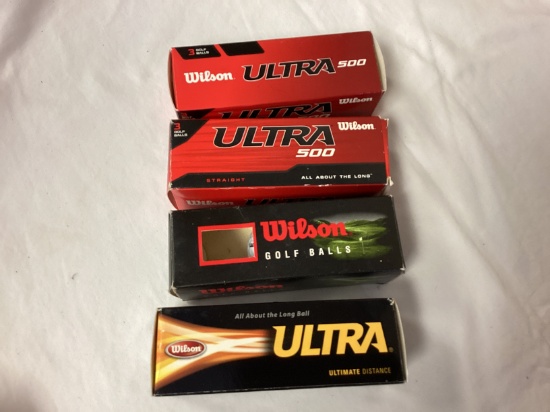 3 GOLF BALLS
Wilson. ULTRA 500
Wilson
3 GOLF BALLS
ULTRA Wilson
500
STRAIGHT ALL ABOUT THE LONG
Wilson
Wilson
GOLF BALLS
Wilson
All About the Long Ball
Wilson ULTRA®
ULTIMATE DISTANCE